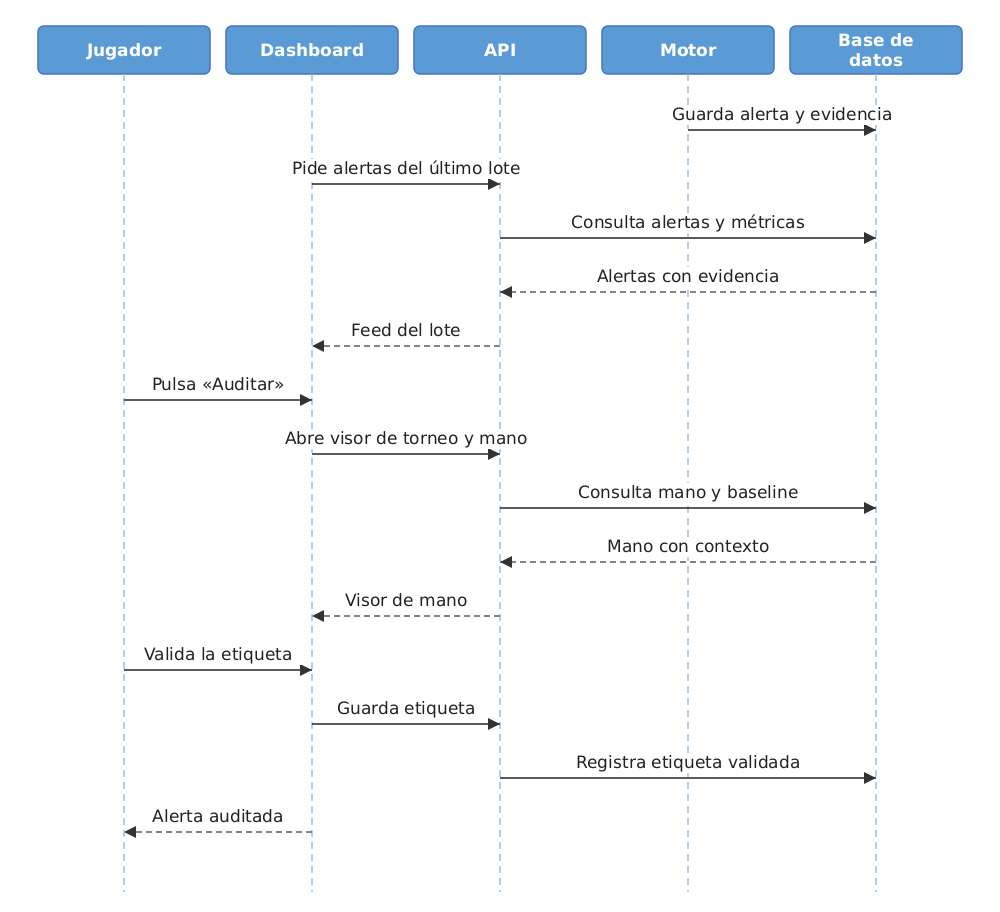 Jugador
Dashboard
API
Motor
Base de
datos
Guarda alerta y evidencia
Pide alertas del último lote
Consulta alertas y métricas
Alertas con evidencia
Feed del lote
Pulsa «Auditar»
Abre visor de torneo y mano
Consulta mano y baseline
Mano con contexto
Visor de mano
Valida la etiqueta
Guarda etiqueta
Registra etiqueta validada
Alerta auditada